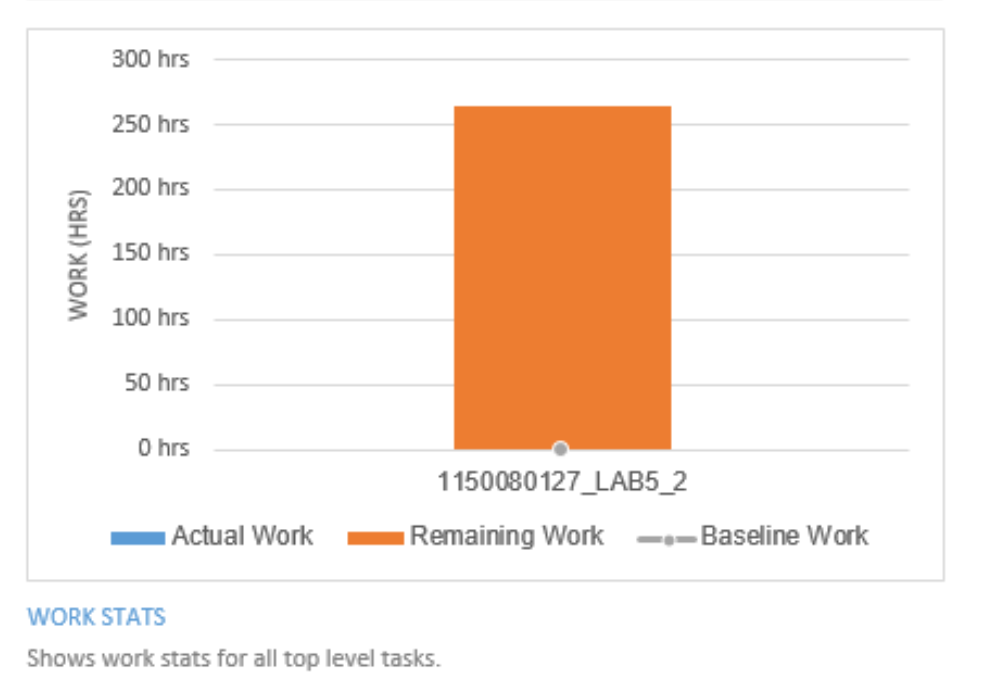 300 hrs
250 hrs
200 hrs
150 hrs
100 hrs
50 hrs
0 hrs
WORK (HRS)
1150080127_LAB5_2
Actual Work Remaining Work Baseline Work
WORK STATS
Shows work stats for all top level tasks.